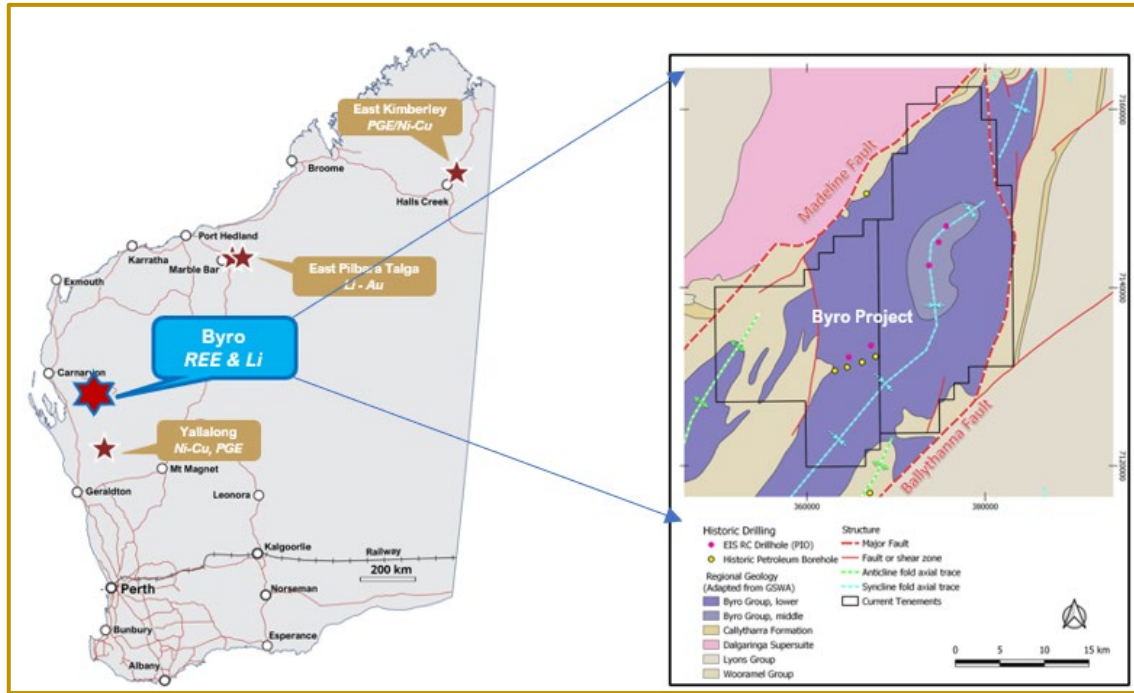 East Kimberley
PGE/Ni-Cu
Broome
Halls Creek
Port Hedland
Karratha
Marble Bar
Exmouth
East Pilbara Talga
Li - Au
Byro
REE & Li
Carnarvon
Yallalong
Ni-Cu, PGE
Mt Magnet
Geraldton
Leonora
Kalgoorlie
Railway
200 km
Perth
Norseman
Bunbury
Esperance
Albany
Madeline Fault
Byro Project
Ballythanna Fault
7160000
7140000
7120000
360000
380000
Historic Drilling
EIS RC Drillhole (PIO)
Historic Petroleum Borehole
Regional Geology
(Adapted from GSWA)
Byro Group, lower
Byro Group, middle
Callytharra Formation
Dalgaringa Supersuite
Lyons Group
Wooramel Group
Structure
Major Fault
Fault or shear zone
Anticline fold axial trace
Syncline fold axial trace
Current Tenements
0 5 10 15 km